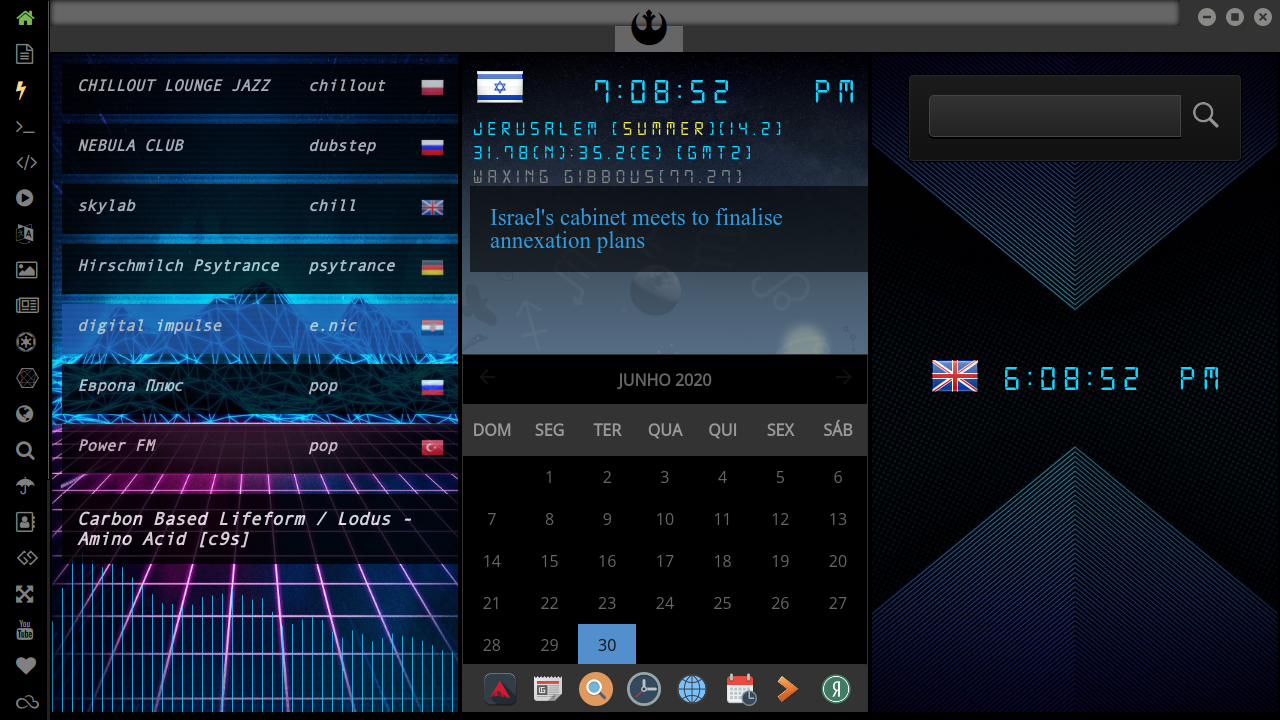 CHILLOUT LOUNGE JAZZ chillout
NEBULA CLUB dubstep
skylab chill
Hirschmilch Psytrance psytrance
digital impulse e.nic
Европа Плюс pop
Power FM pop
Carbon Based Lifeform / Lodus -
Amino Acid [c9s]
7:08:52 PM
JERUSALEM (SUMMER)(14.2)
31.78(N):35.2(E) (GMT2)
WAXING GIBBOUS(77.27)
Israel's cabinet meets to finalise
annexation plans
JUNHO 2020
DOM SEG TER QUA QUI SEX SÁB
1 2 3 4 5 6
7 8 9 10 11 12 13
14 15 16 17 18 19 20
21 22 23 24 25 26 27
28 29 30
6:08:52 PM
You
Tube